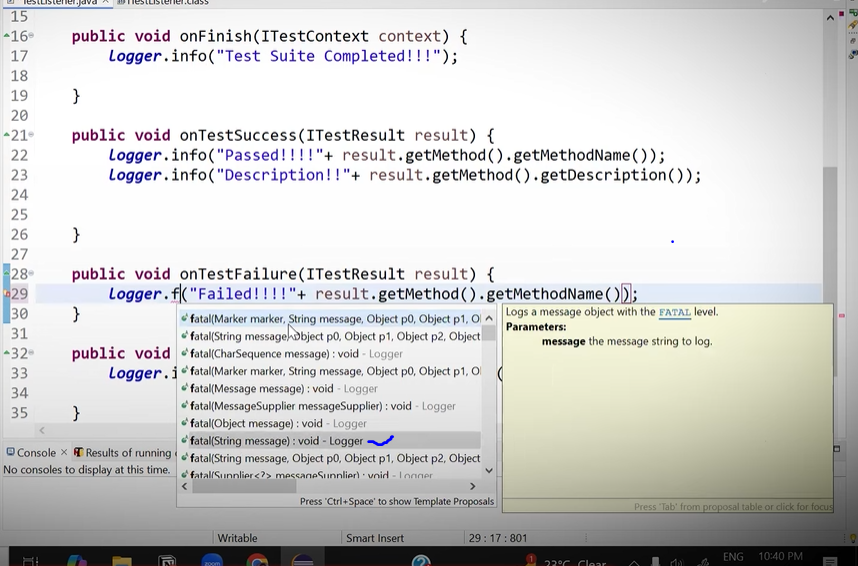 TestListener.java × ITestListener.class
15
16 public void onFinish(ITestContext context) {
17 Logger.info("Test Suite Completed!!!");
18
19 }
20
21 public void onTestSuccess(ITestResult result) {
22 Logger.info("Passed!!!!"+ result.getMethod().getMethodName());
23 Logger.info("Description!!"+ result.getMethod().getDescription());
24
25
26 }
27
28 public void onTestFailure(ITestResult result) {
29 Logger.f("Failed!!!!"+ result.getMethod().getMethodName());
30 }
31
32 public void
33 Logger.i (
34
35 }
fatal(Marker marker, String message, Object p0, Object p1, O
fatal(String message, Object p0, Object p1, Object p2, Object
fatal(CharSequence message) : void - Logger
fatal(Marker marker, String message, Object p0, Object p1, O
fatal(Message message) : void - Logger
fatal(MessageSupplier messageSupplier) : void - Logger
fatal(Object message) : void - Logger
fatal(String message) : void - Logger
fatal(String message, Object p0, Object p1, Object p2, Object
fatal(Supplier<?> messageSupplier) : void - Logger
Press 'Ctrl+Space' to show Template Proposals
Logs a message object with the FATAL level.
Parameters:
message the message string to log.
Press 'Tab' from proposal table or click for focus
Console × Results of running
No consoles to display at this time.
Writable Smart Insert 29 : 17 : 801
zoom 1 23°C Clear ENG 10:40 PM